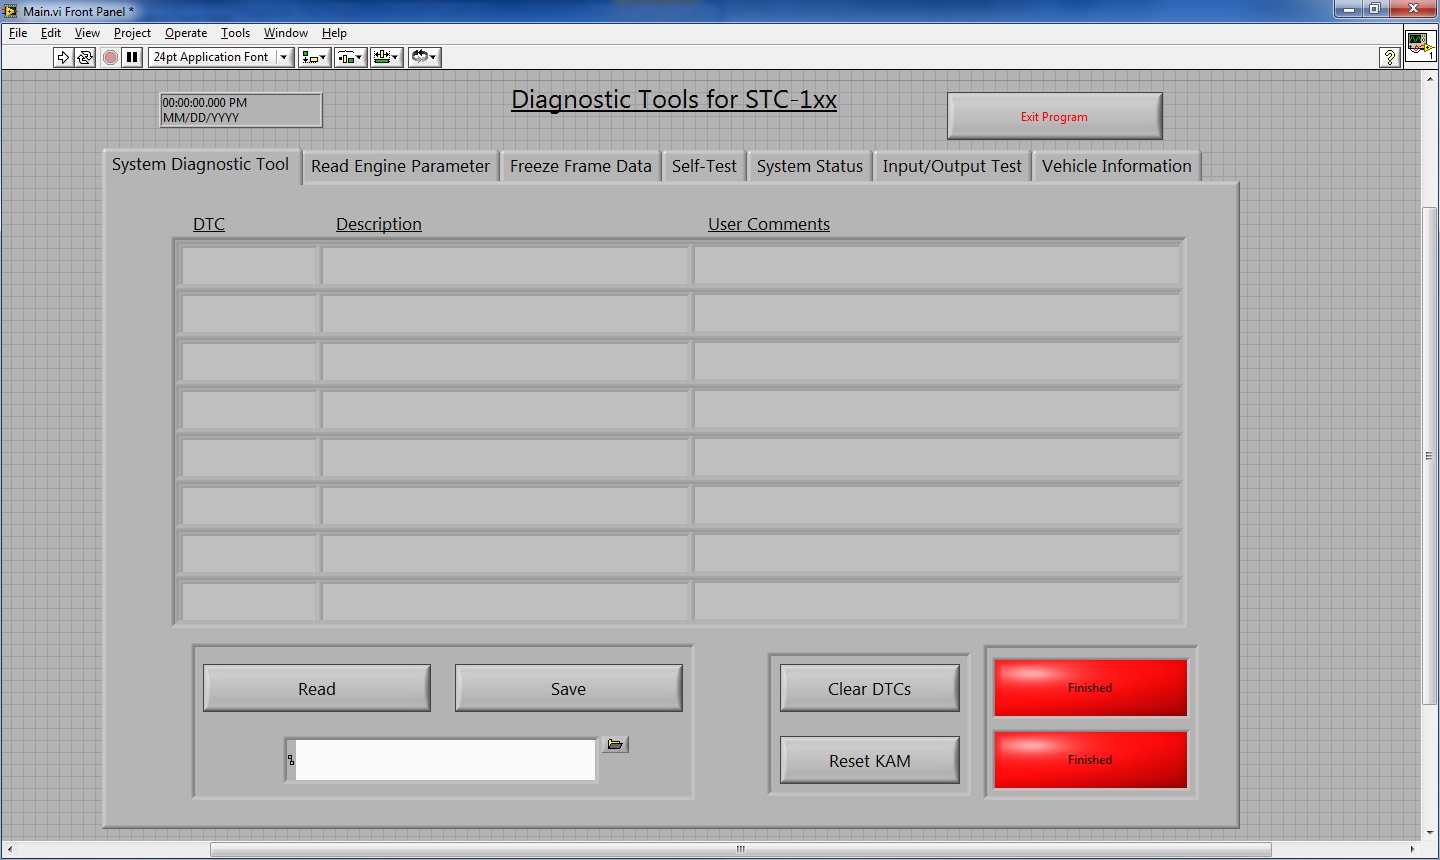 Main.vi Front Panel *
File Edit View Project Operate Tools Window Help
24pt Application Font
1
00:00:00.000 PM
MM/DD/YYYY
Diagnostic Tools for STC-1xx
Exit Program
System Diagnostic Tool Read Engine Parameter Freeze Frame Data Self-Test System Status Input/Output Test Vehicle Information
DTC Description User Comments
Read Save Clear DTCs Finished
Reset KAM Finished